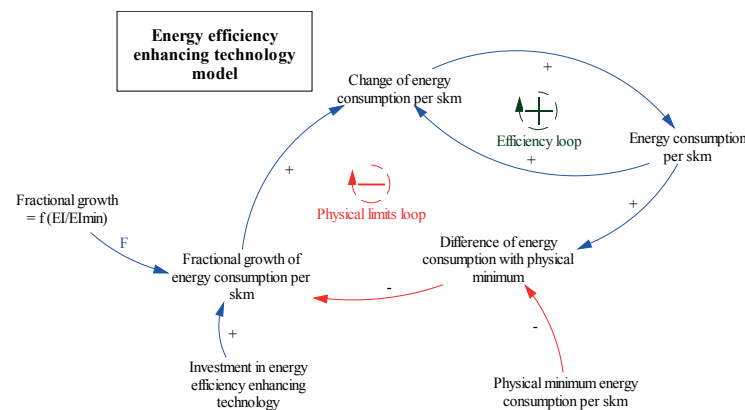 Energy efficiency
enhancing technology
model
Change of energy
consumption per skm
+
+
Efficiency loop
Energy consumption
per skm
+
+
+
Physical limits loop
Fractional growth
= f (EI/EImin)
F
Difference of energy
consumption with physical
minimum
Fractional growth of
energy consumption per
skm
-
-
+
Investment in energy
efficiency enhancing
technology
Physical minimum energy
consumption per skm